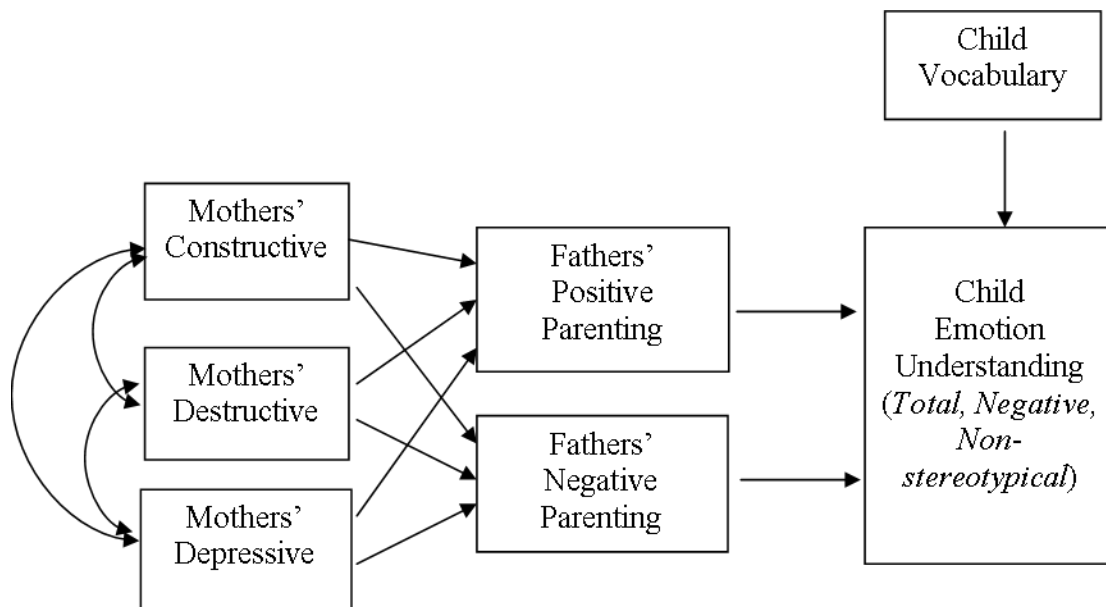 Child
Vocabulary
Mothers’
Constructive
Fathers’
Positive
Parenting
Child
Emotion
Understanding
(Total, Negative,
Non-
stereotypical)
Mothers’
Destructive
Fathers’
Negative
Parenting
Mothers’
Depressive